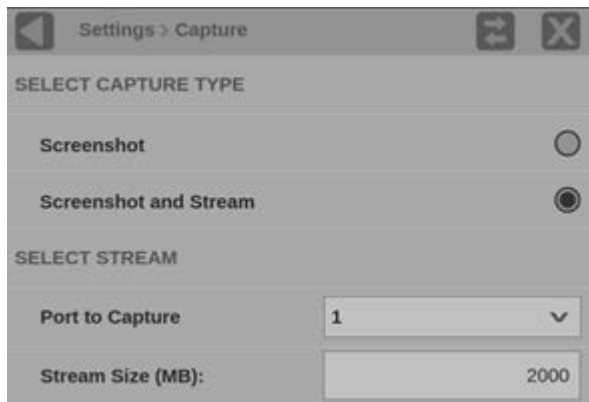 Settings > Capture
SELECT CAPTURE TYPE
Screenshot
Screenshot and Stream
SELECT STREAM
Port to Capture 1
Stream Size (MB): 2000